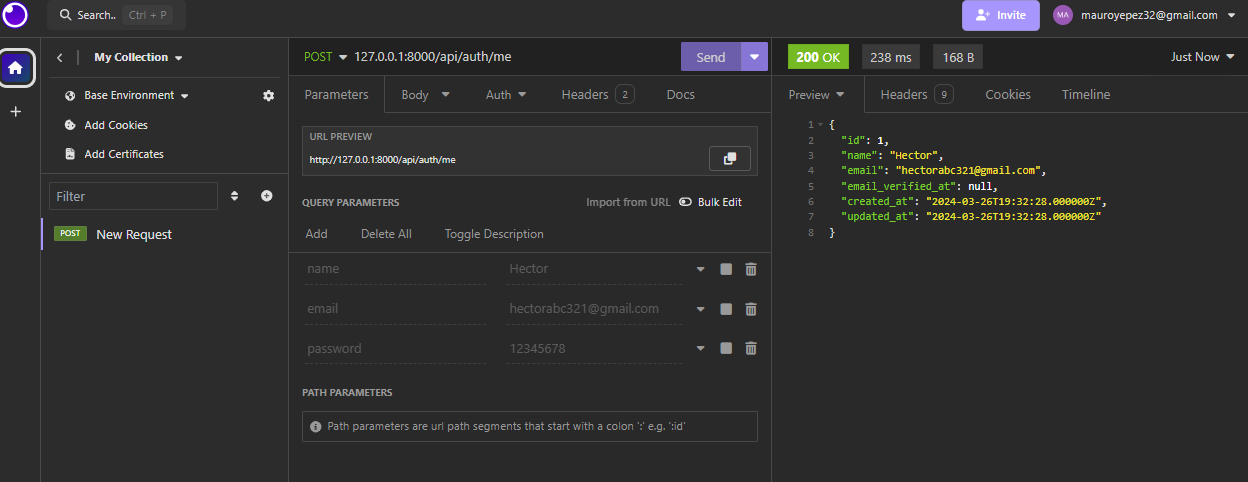 Search.. Ctrl + P
Invite
MA mauroyepez32@gmail.com
My Collection
Base Environment
Add Cookies
Add Certificates
Filter
POST New Request
POST 127.0.0.1:8000/api/auth/me Send
Parameters Body Auth Headers 2 Docs
URL PREVIEW
http://127.0.0.1:8000/api/auth/me
QUERY PARAMETERS Import from URL Bulk Edit
Add Delete All Toggle Description
name Hector
email hectorabc321@gmail.com
password 12345678
PATH PARAMETERS
Path parameters are url path segments that start with a colon ':' e.g. ':id'
200 OK 238 ms 168 B Just Now
Preview Headers 9 Cookies Timeline
1 {
2 "id": 1,
3 "name": "Hector",
4 "email": "hectorabc321@gmail.com",
5 "email_verified_at": null,
6 "created_at": "2024-03-26T19:32:28.000000Z",
7 "updated_at": "2024-03-26T19:32:28.000000Z"
8 }